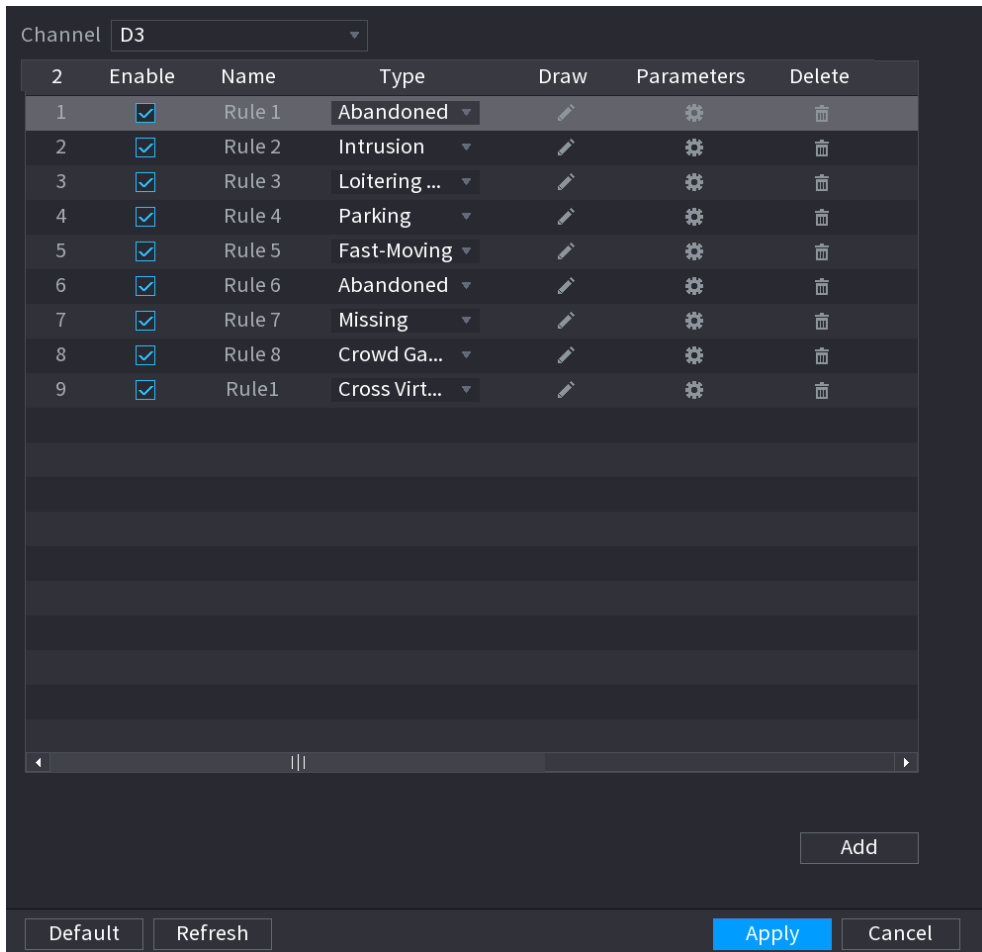 Channel D3
2 Enable Name Type Draw Parameters Delete
1 Rule 1 Abandoned
2 Rule 2 Intrusion
3 Rule 3 Loitering ...
4 Rule 4 Parking
5 Rule 5 Fast-Moving
6 Rule 6 Abandoned
7 Rule 7 Missing
8 Rule 8 Crowd Ga...
9 Rule1 Cross Virt...
Add
Default Refresh Apply Cancel